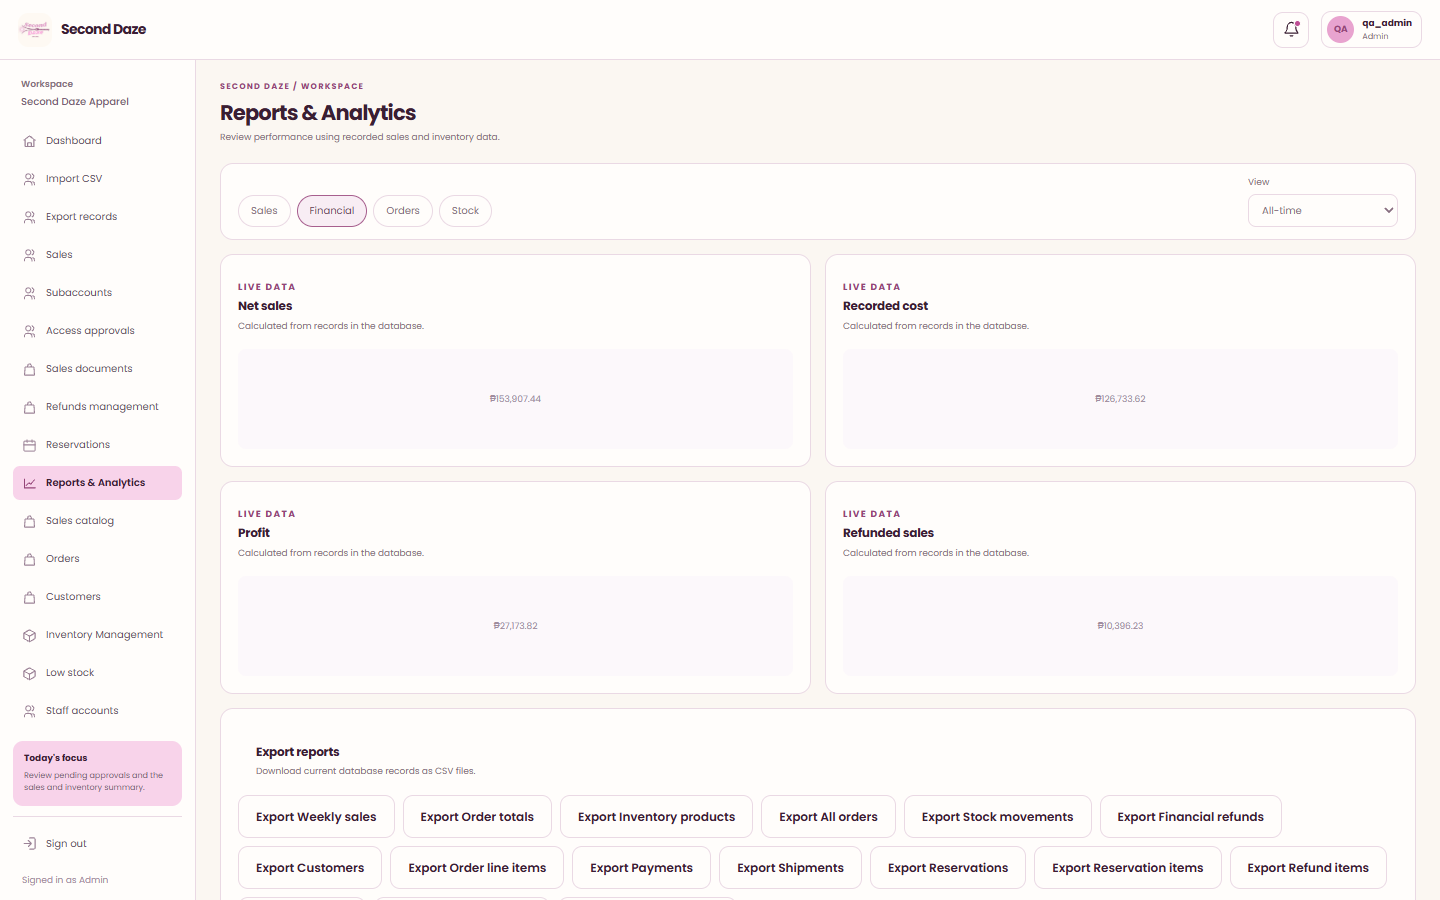 Second Daze
qa_admin
QA
Admin
Workspace
Second Daze Apparel
Dashboard
Import CSV
Export records
Sales
Subaccounts
Access approvals
Sales documents
Refunds management
Reservations
Reports & Analytics
Sales catalog
Orders
Customers
Inventory Management
Low stock
Staff accounts
Today's focus
Review pending approvals and the
sales and inventory summary.
Sign out
Signed in as Admin
SECOND DAZE / WORKSPACE
Reports & Analytics
Review performance using recorded sales and inventory data.
Sales
Financial
Orders
Stock
View
All-time
LIVE DATA
Net sales
Calculated from records in the database.
₱153,907.44
LIVE DATA
Recorded cost
Calculated from records in the database.
₱126,733.62
LIVE DATA
Profit
Calculated from records in the database.
₱27,173.82
LIVE DATA
Refunded sales
Calculated from records in the database.
₱10,396.23
Export reports
Download current database records as CSV files.
Export Weekly sales
Export Order totals
Export Inventory products
Export All orders
Export Stock movements
Export Financial refunds
Export Customers
Export Order line items
Export Payments
Export Shipments
Export Reservations
Export Reservation items
Export Refund items